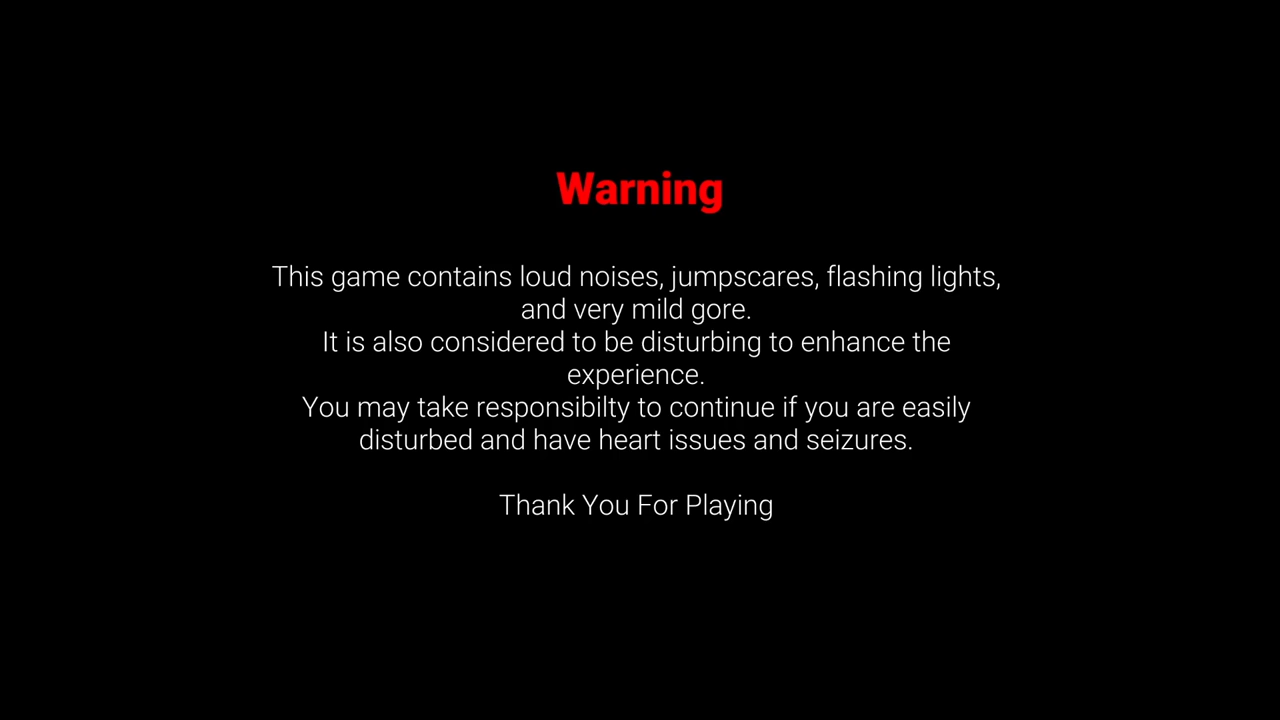 Warning
This game contains loud noises, jumpscares, flashing lights,
and very mild gore.
It is also considered to be disturbing to enhance the
experience.
You may take responsibilty to continue if you are easily
disturbed and have heart issues and seizures.
Thank You For Playing